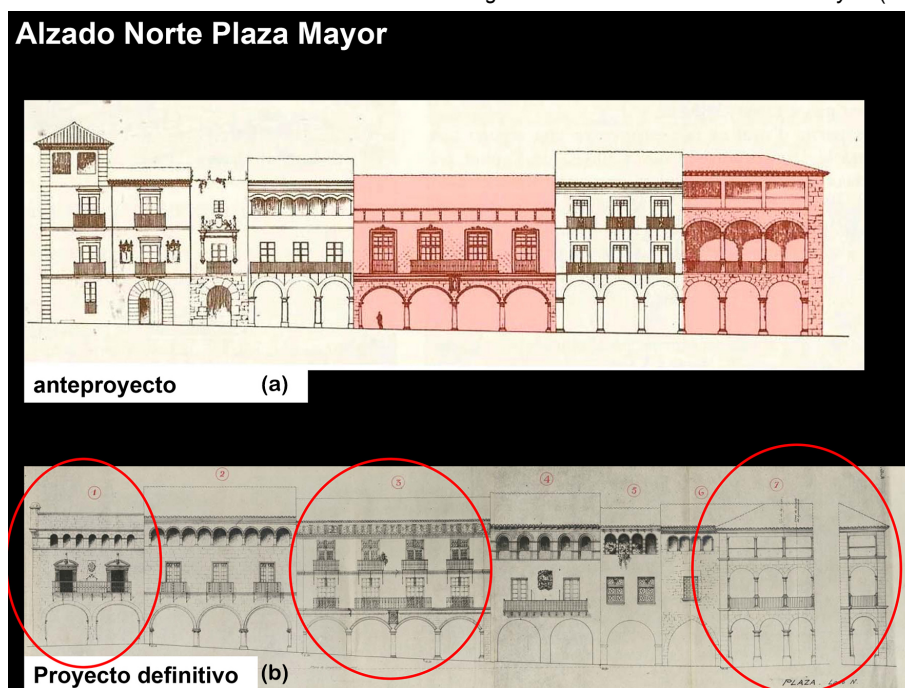 Alzado Norte Plaza Mayor
anteproyecto (a)
1 2 3 4 5 6 7
Proyecto definitivo (b)
PLAZA
N.